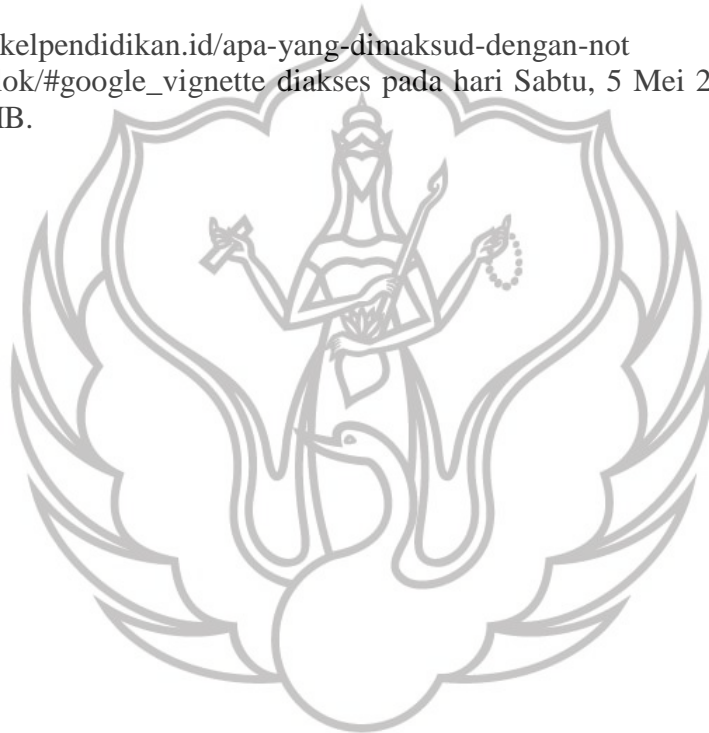 kelpendidikan.id/apa-yang-dimaksud-dengan-not
ok/#google_vignette diakses pada hari Sabtu, 5 Mei 2
IB.